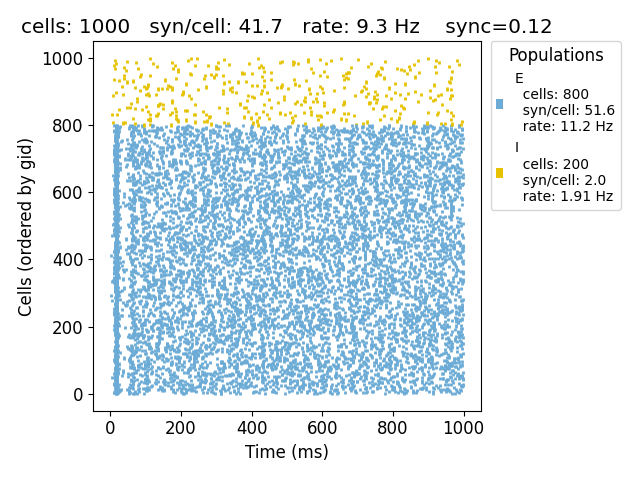 cells: 1000   syn/cell: 41.7   rate: 9.3 Hz    sync=0.12
Populations
E
cells: 800
syn/cell: 51.6
rate: 11.2 Hz
I
cells: 200
syn/cell: 2.0
rate: 1.91 Hz
Cells (ordered by gid)
1000
800
600
400
200
0
0 200 400 600 800 1000
Time (ms)